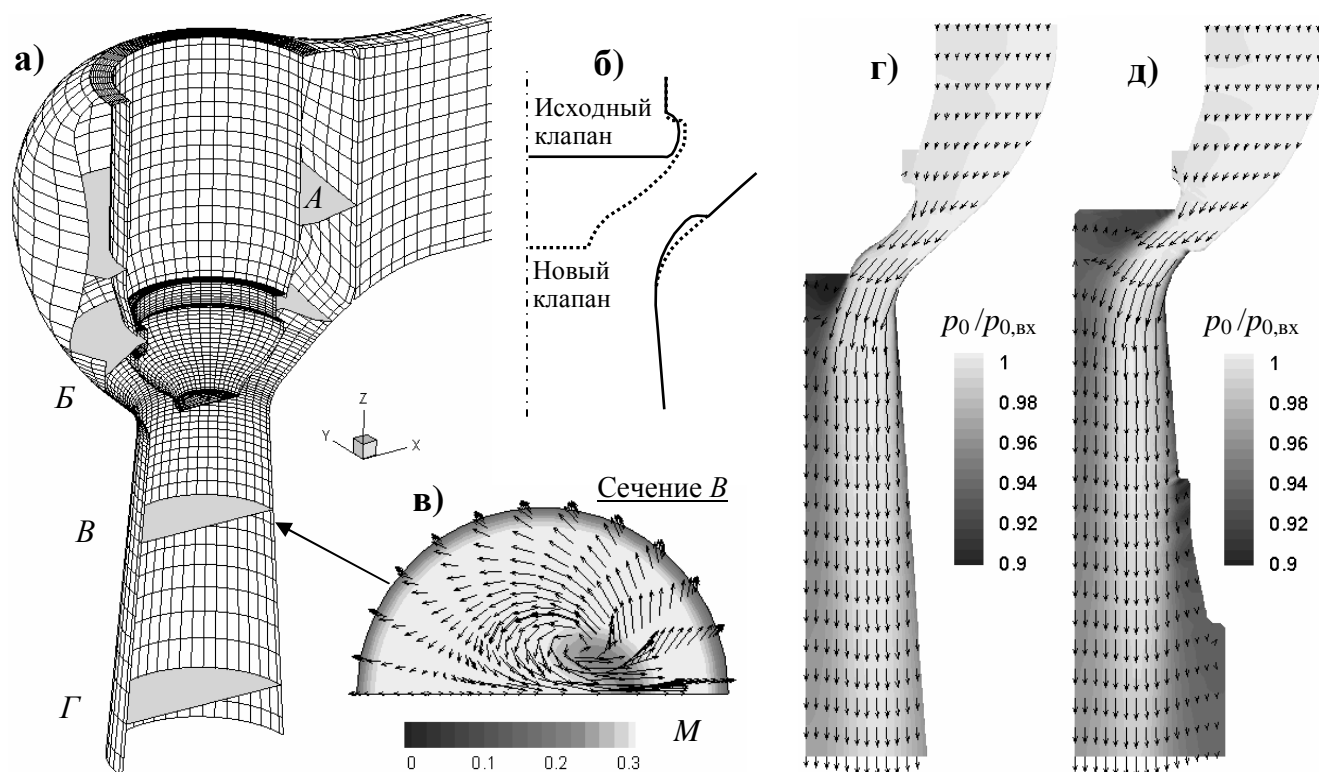 а)
А
Б
В
Г
Z
Y
X
б)
Исходный
клапан
Новый
клапан
в)
Сечение В
М
0
0.1
0.2
0.3
г)
p0/p0,вх
1
0.98
0.96
0.94
0.92
0.9
д)
p0/p0,вх
1
0.98
0.96
0.94
0.92
0.9